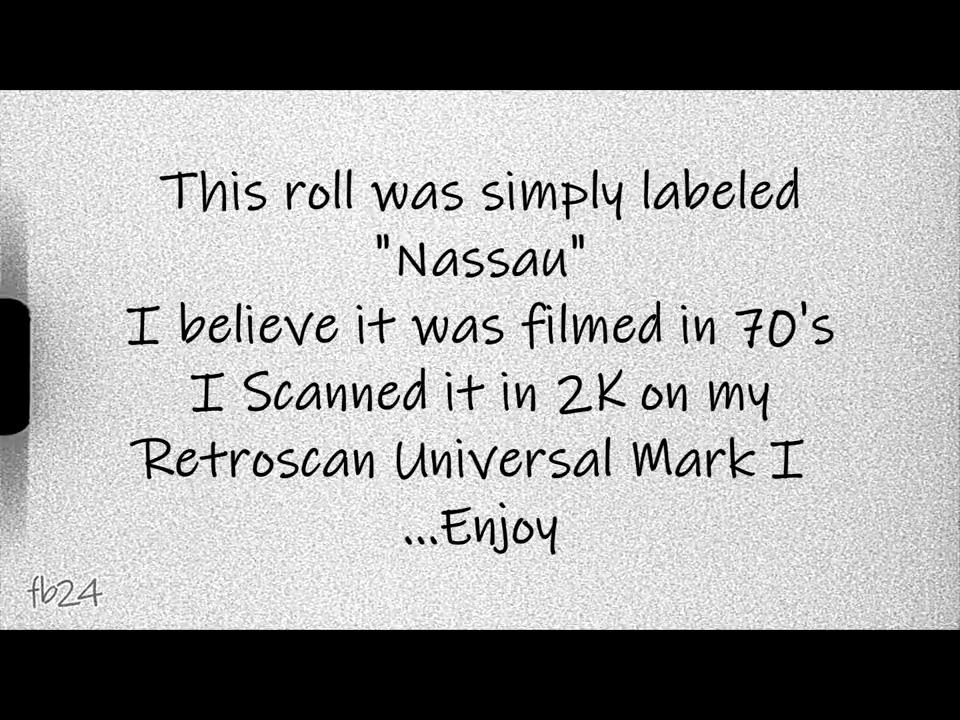 This roll was simply labeled
"Nassau"
I believe it was filmed in 70's
I Scanned it in 2K on my
Retroscan Universal Mark I
...Enjoy
fb24